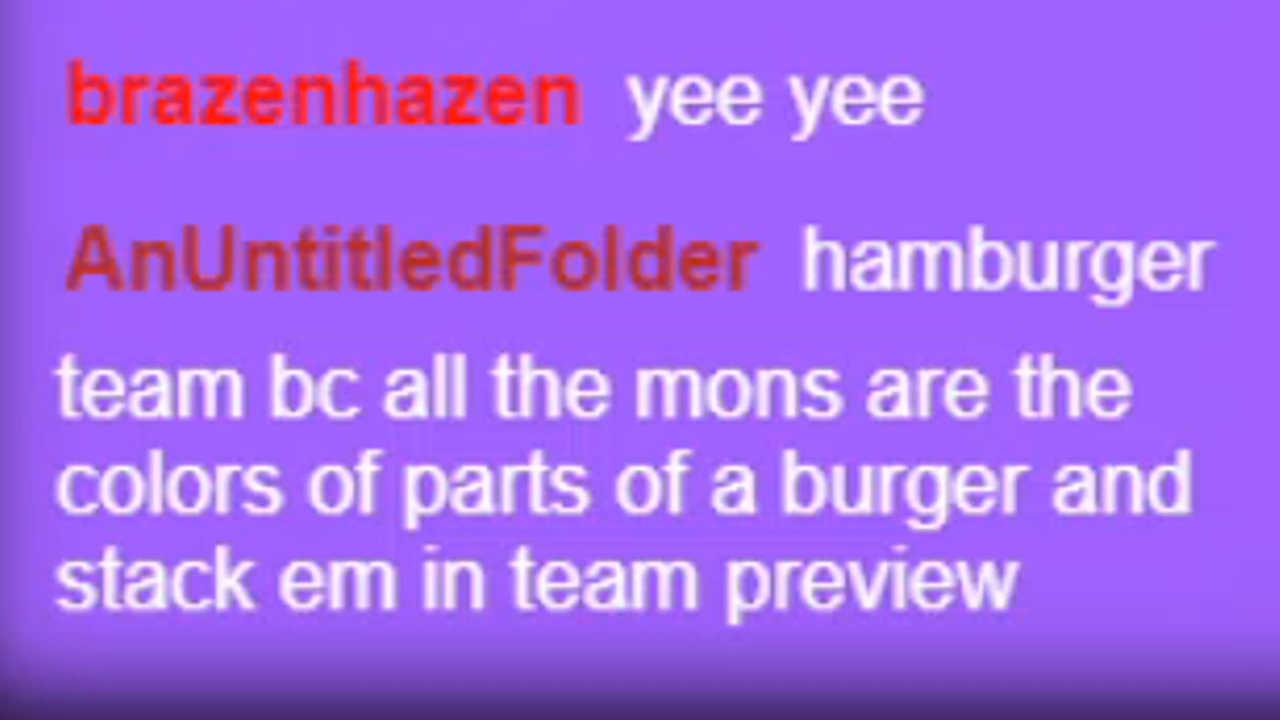 brazenhazen yee yee
AnUntitledFolder hamburger
team bc all the mons are the
colors of parts of a burger and
stack em in team preview